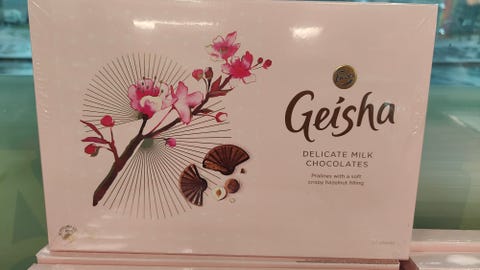 Geisha
DELICATE MILK
CHOCOLATES
Pralines with a soft
crispy hazelnut filling